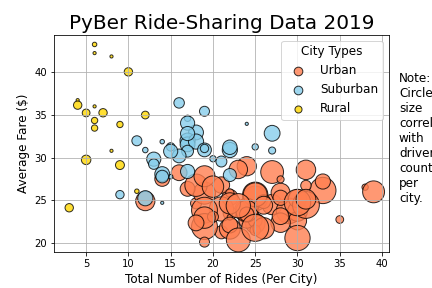 PyBer Ride-Sharing Data 2019
Average Fare ($)
40
35
30
25
20
City Types
Urban
Suburban
Rural
5
10
15
20
25
30
35
40
Total Number of Rides (Per City)
Note:
Circle
size
correl
with
driver
count
per
city.